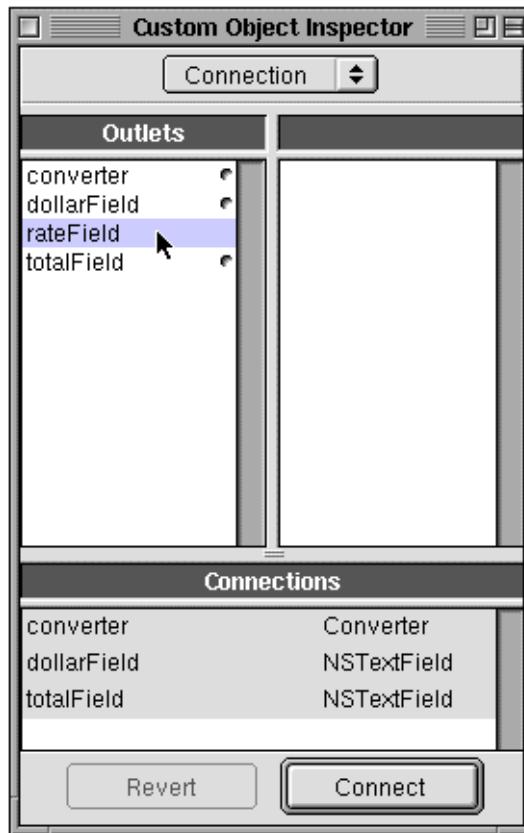 Custom Object Inspector
Connection
Outlets
converter
dollarField
rateField
totalField
Connections
converter Converter
dollarField NSTextField
totalField NSTextField
Revert Connect